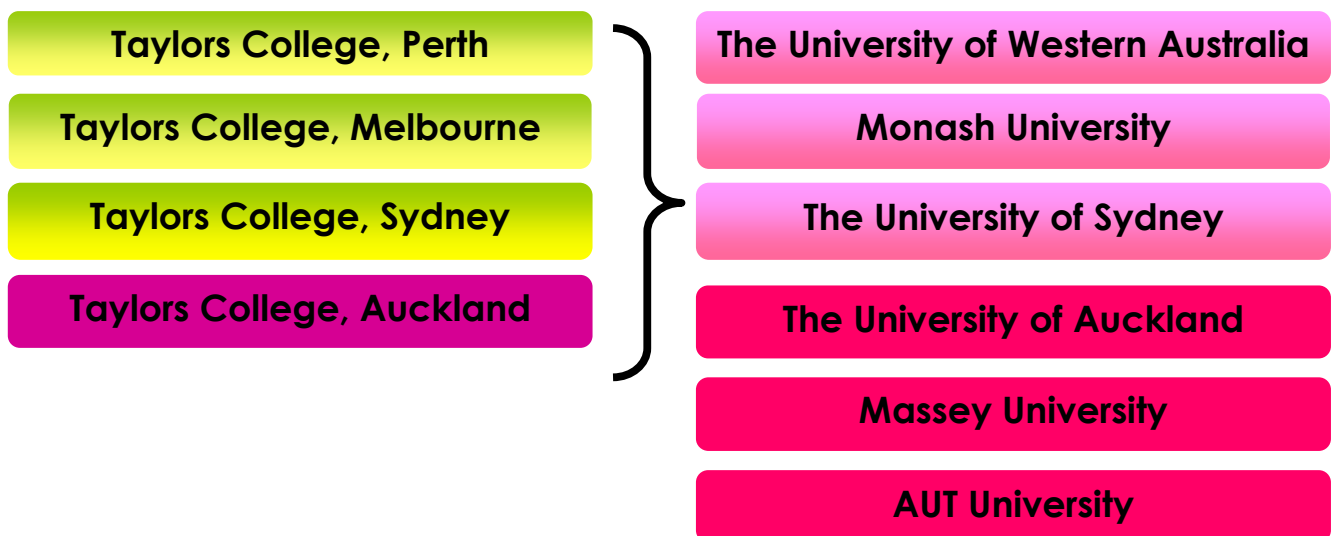 Taylors College, Perth
Taylors College, Melbourne
Taylors College, Sydney
Taylors College, Auckland
The University of Western Australia
Monash University
The University of Sydney
The University of Auckland
Massey University
AUT University